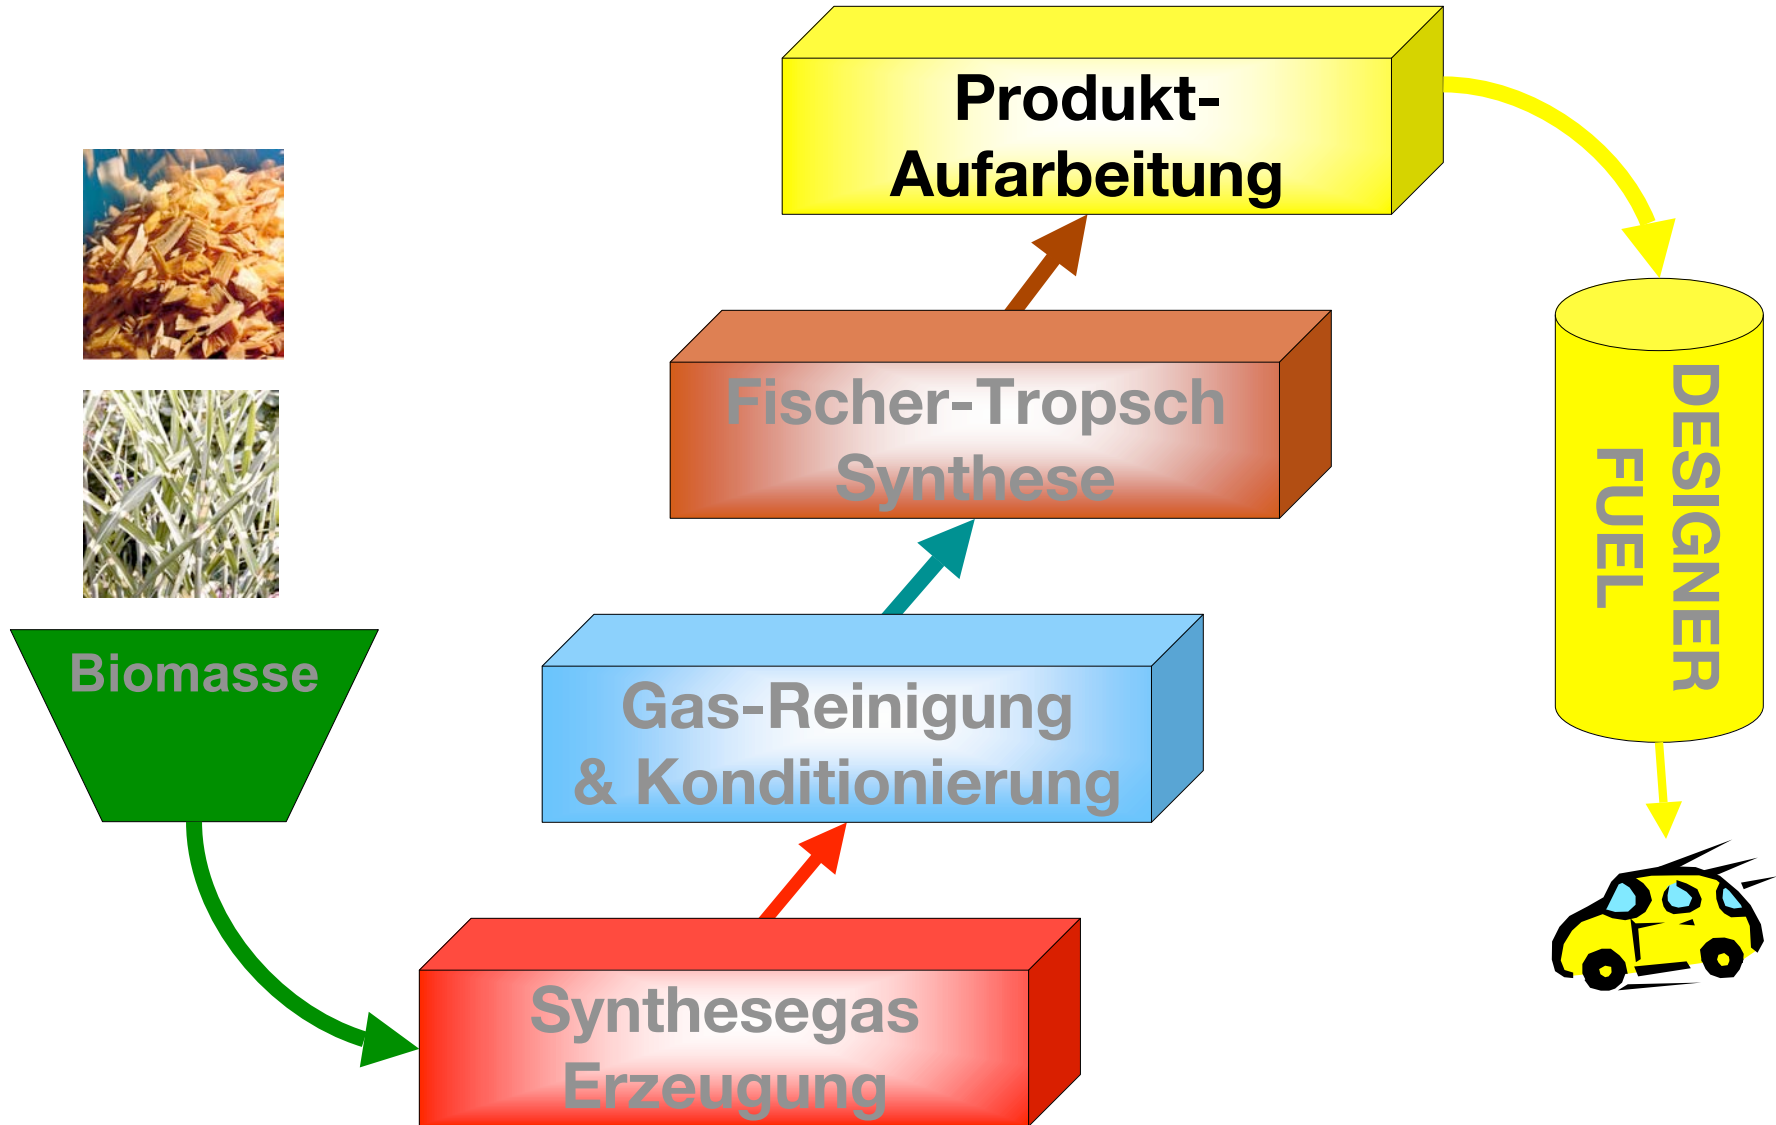 Produkt-
Aufarbeitung
Fischer-Tropsch
Synthese
DESIGNER
FUEL
Biomasse
Gas-Reinigung
& Konditionierung
Synthesegas
Erzeugung